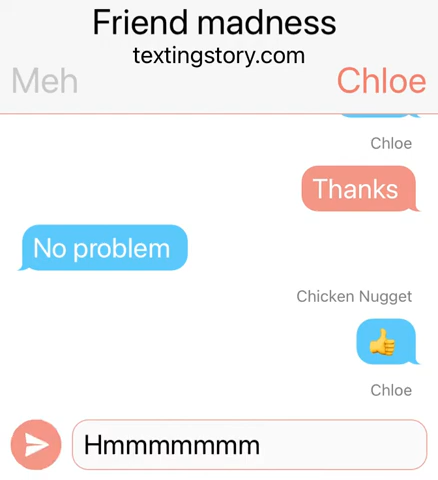 Friend madness
textingstory.com
Meh Chloe
Chloe
Thanks
No problem
Chicken Nugget
👍
Chloe
Hmmmmmmm